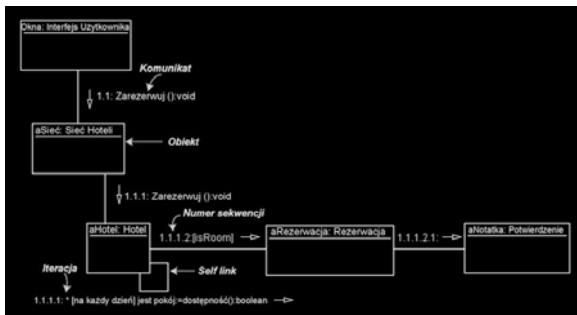 Okna: Interfejs Użytkownika
Komunikat
1.1: Zarezerwuj ():void
aSieć: Sieć Hoteli
Obiekt
1.1.1: Zarezerwuj ():void
Numer sekwencji
aHotel: Hotel
1.1.1.2:[isRoom]
aRezerwacja: Rezerwacja
1.1.1.2.1:
aNotatka: Potwierdzenie
Iteracja
Self link
1.1.1.1: * [na każdy dzień] jest pokój:=dostępność():boolean